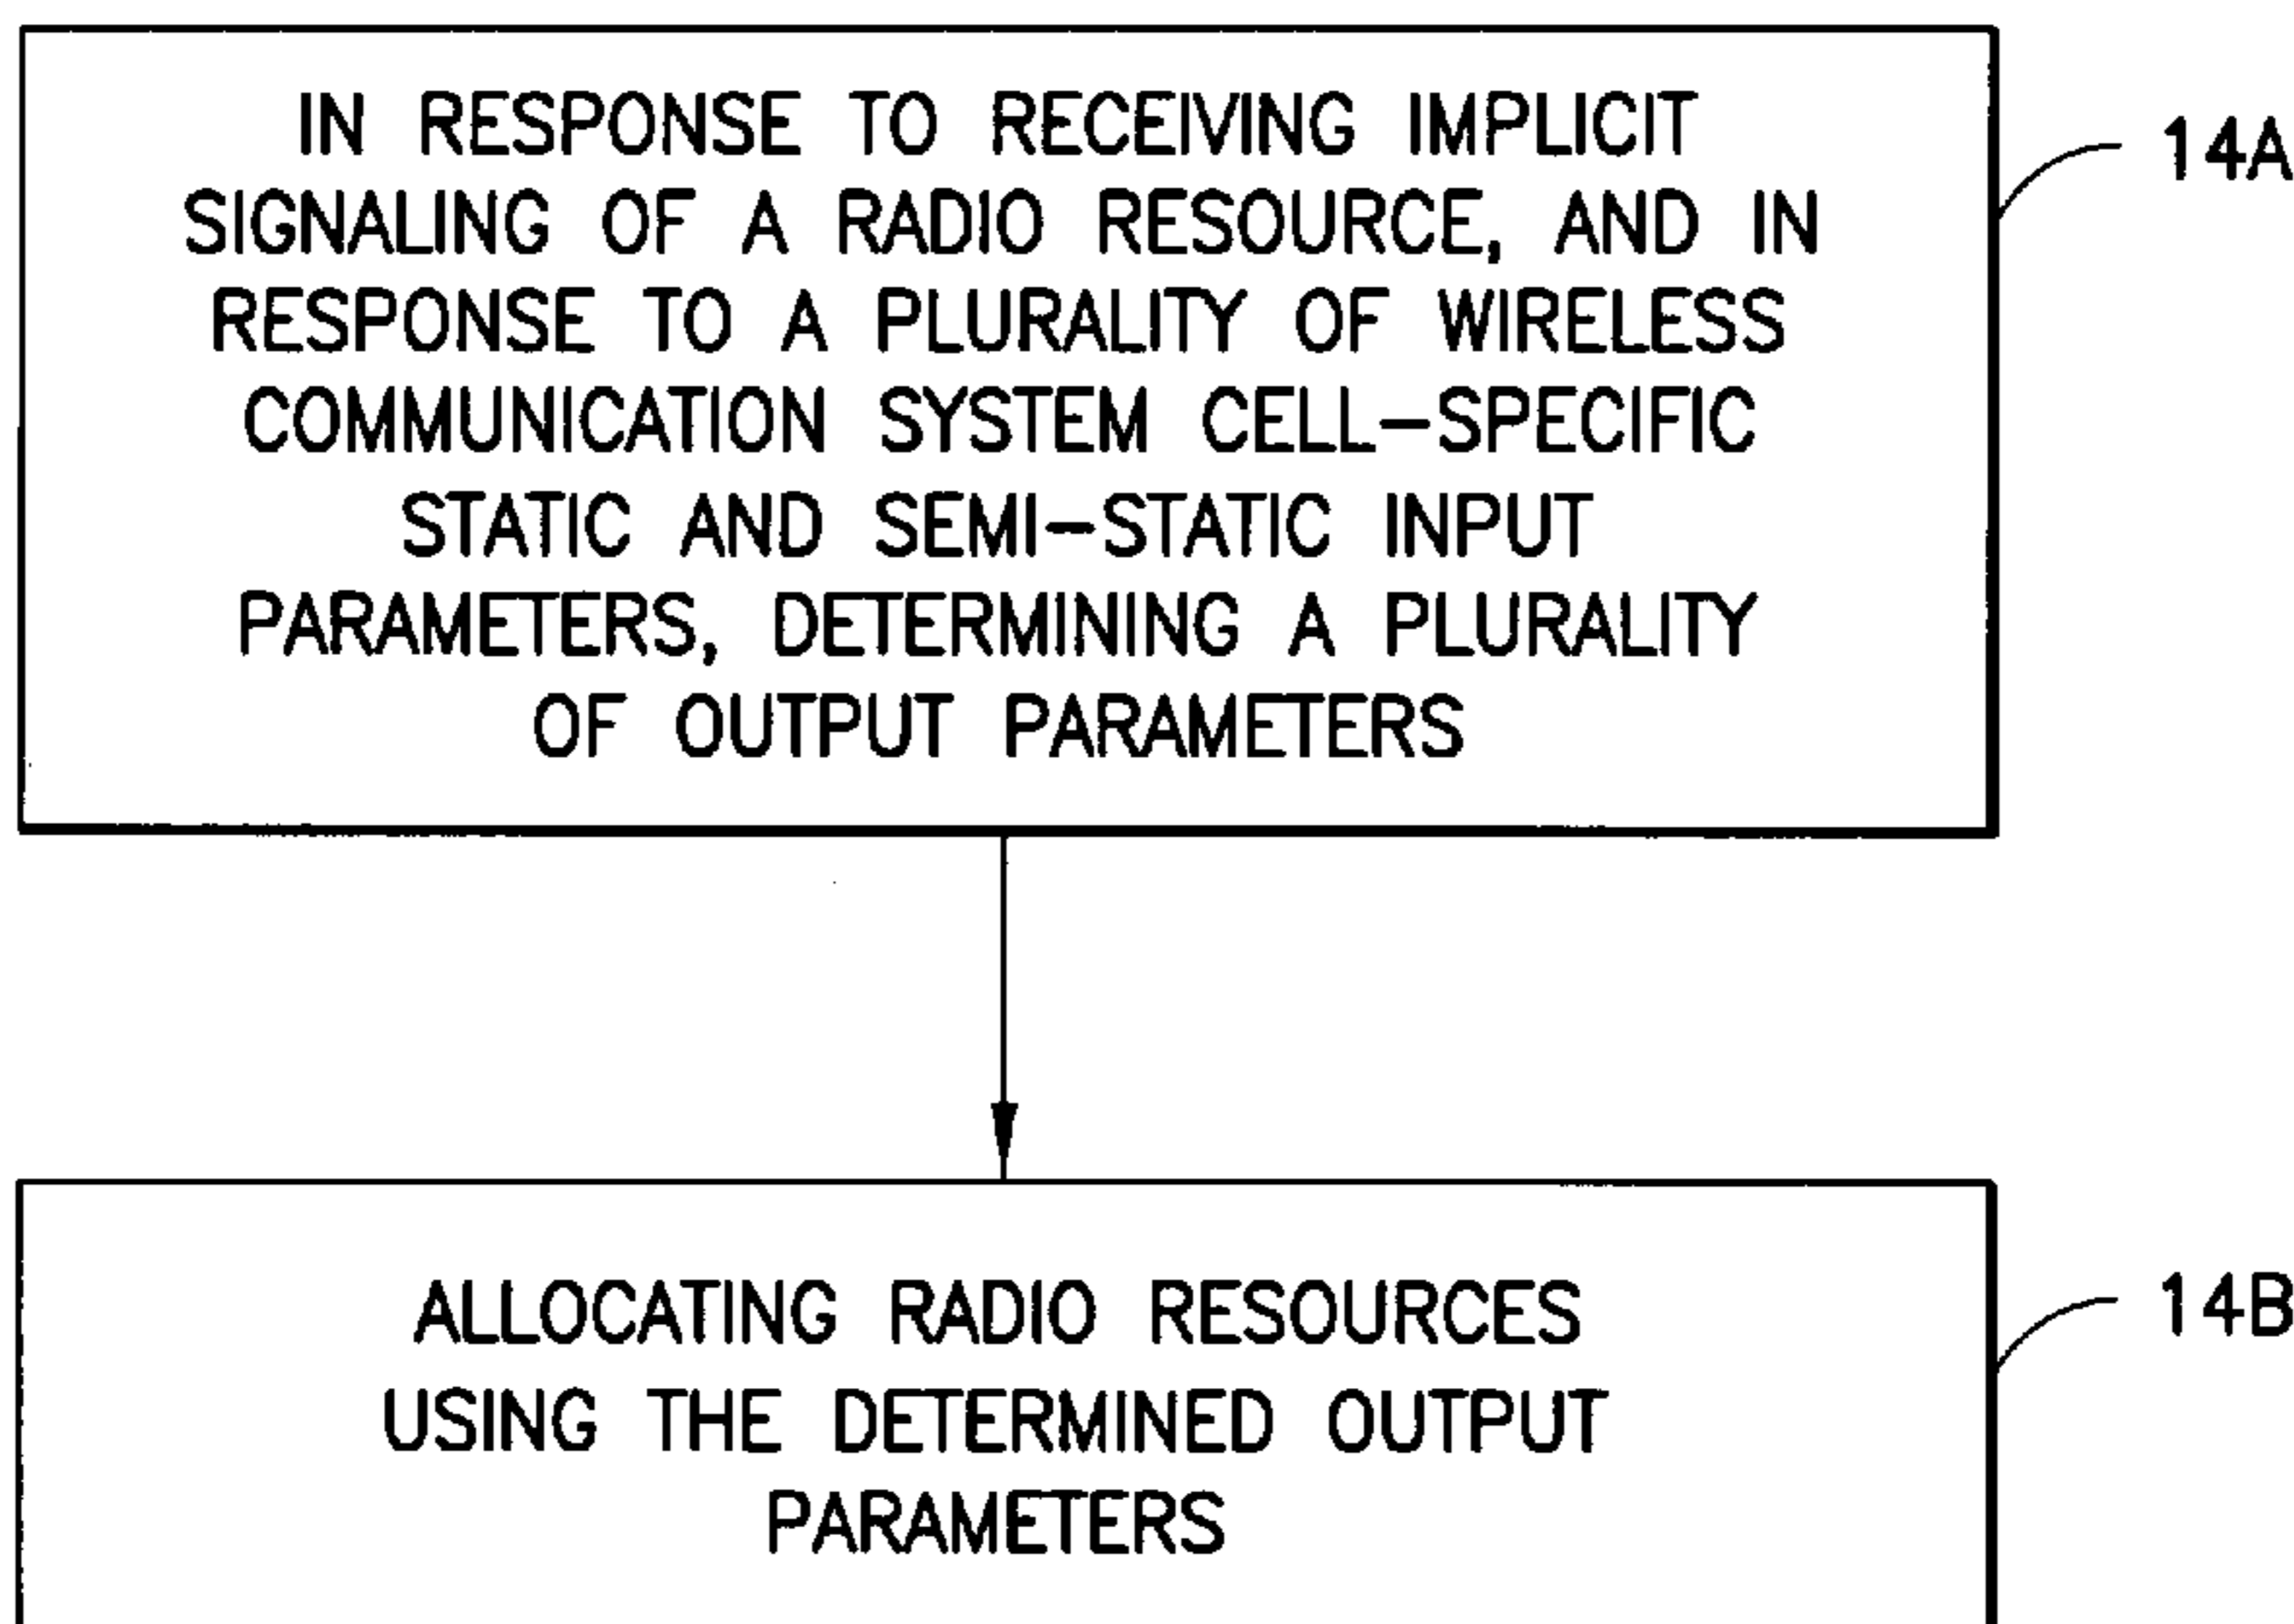 IN RESPONSE TO RECEIVING IMPLICIT
SIGNALING OF A RADIO RESOURCE, AND IN
RESPONSE TO A PLURALITY OF WIRELESS
COMMUNICATION SYSTEM CELL-SPECIFIC
STATIC AND SEMI-STATIC INPUT
PARAMETERS, DETERMINING A PLURALITY
OF OUTPUT PARAMETERS
14A
ALLOCATING RADIO RESOURCES
USING THE DETERMINED OUTPUT
PARAMETERS
14B